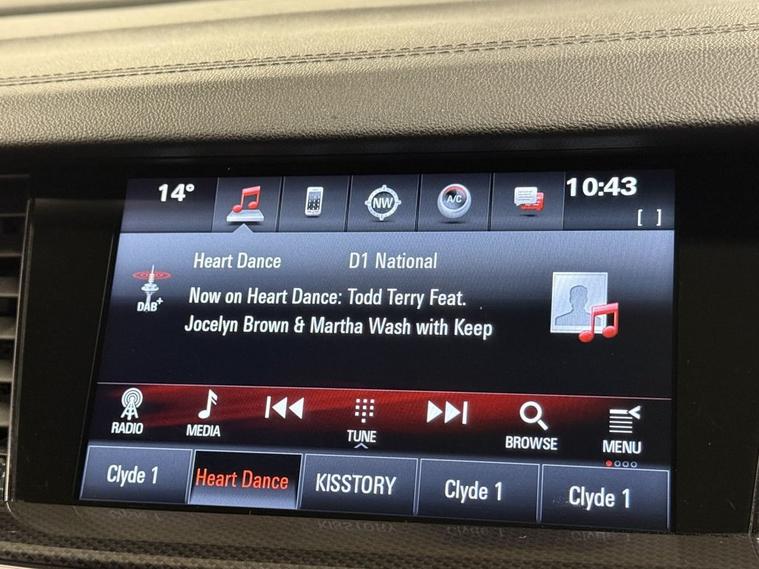 14°
NW
A/C
10:43
[ ]
Heart Dance D1 National
DAB+
Now on Heart Dance: Todd Terry Feat.
Jocelyn Brown & Martha Wash with Keep
RADIO
MEDIA
TUNE
BROWSE
MENU
Clyde 1
Heart Dance
KISSTORY
Clyde 1
Clyde 1